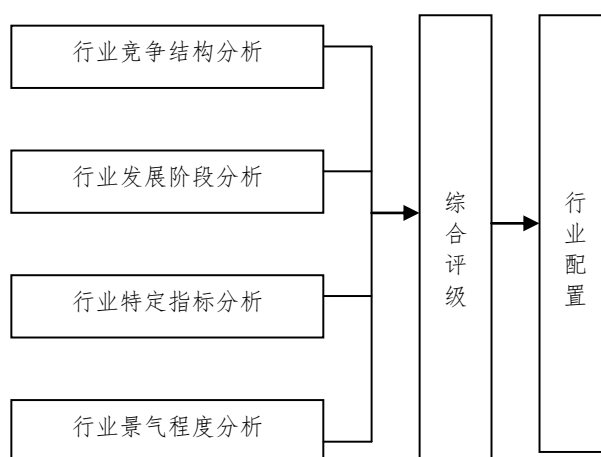 行业竞争结构分析
行业发展阶段分析
行业特定指标分析
行业景气程度分析
综合评级
行业配置